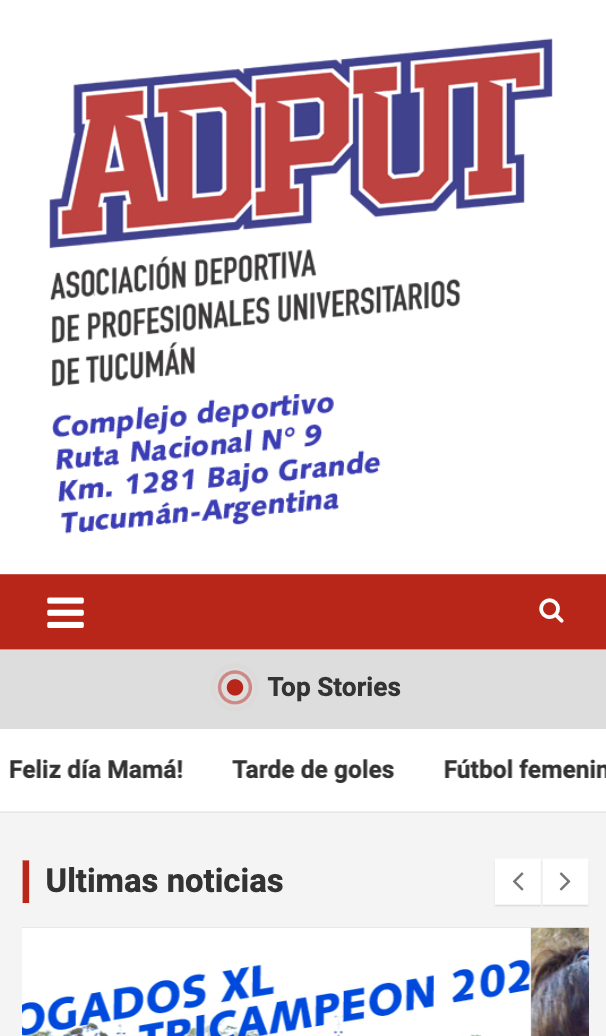 ADPUT
ASOCIACIÓN DEPORTIVA
DE PROFESIONALES UNIVERSITARIOS
DE TUCUMÁN
Complejo deportivo
Ruta Nacional N° 9
Km. 1281 Bajo Grande
Tucumán-Argentina
Top Stories
Feliz día Mamá! Tarde de goles Fútbol femenin
Ultimas noticias
OGADOS XL
TRICAMPEON 202